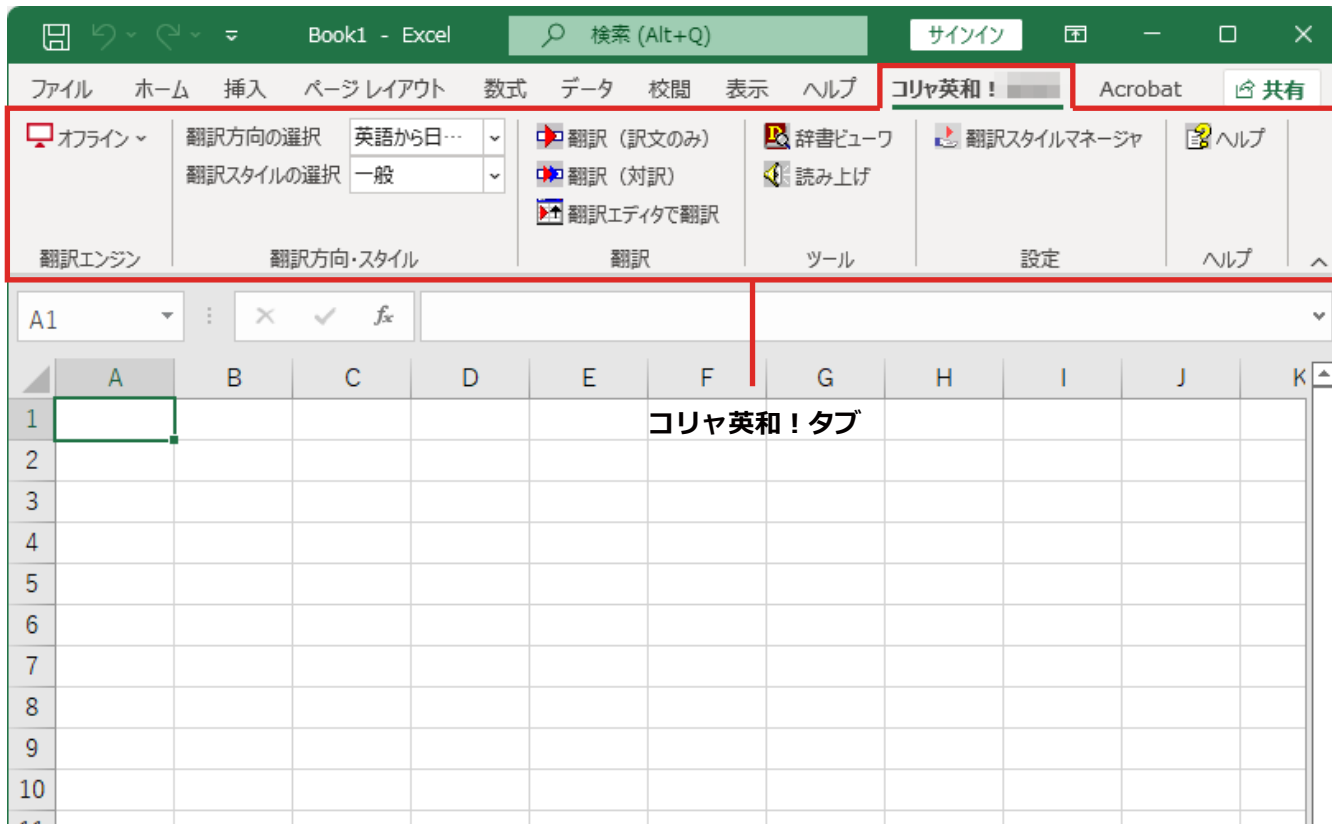 Book1 - Excel 検索 (Alt+Q) サインイン
ファイル ホーム 挿入 ページ レイアウト 数式 データ 校閲 表示 ヘルプ コリャ英和！ Acrobat 共有
オフライン 翻訳方向の選択 英語から日… 翻訳（訳文のみ） 辞書ビューワ 翻訳スタイルマネージャ ヘルプ
翻訳スタイルの選択 一般 翻訳（対訳） 読み上げ
翻訳エディタで翻訳
翻訳エンジン 翻訳方向・スタイル 翻訳 ツール 設定 ヘルプ
A1 fx
A B C D E F G H I J K
1 コリャ英和！タブ
2
3
4
5
6
7
8
9
10